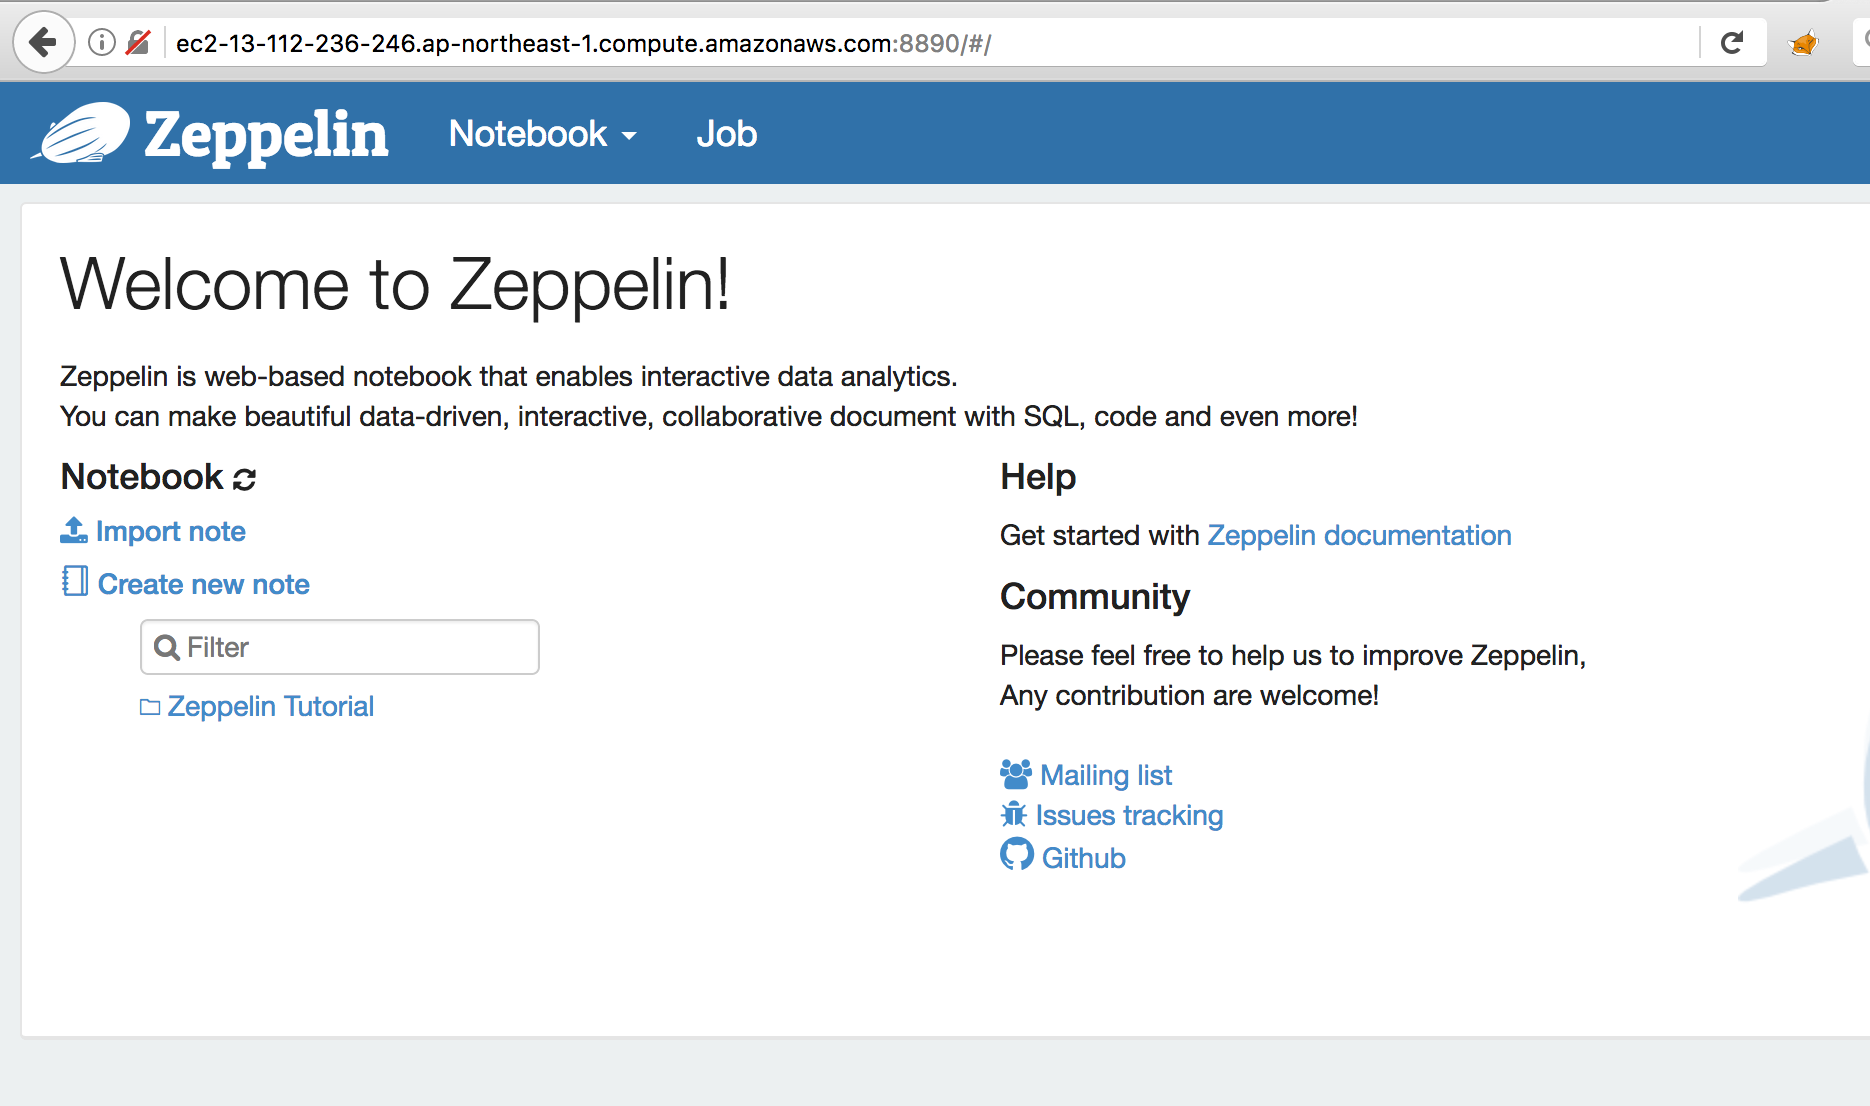 ec2-13-112-236-246.ap-northeast-1.compute.amazonaws.com:8890/#/
Zeppelin Notebook Job
Welcome to Zeppelin!
Zeppelin is web-based notebook that enables interactive data analytics.
You can make beautiful data-driven, interactive, collaborative document with SQL, code and even more!
Notebook
Import note
Create new note
Filter
Zeppelin Tutorial
Help
Get started with Zeppelin documentation
Community
Please feel free to help us to improve Zeppelin,
Any contribution are welcome!
Mailing list
Issues tracking
Github